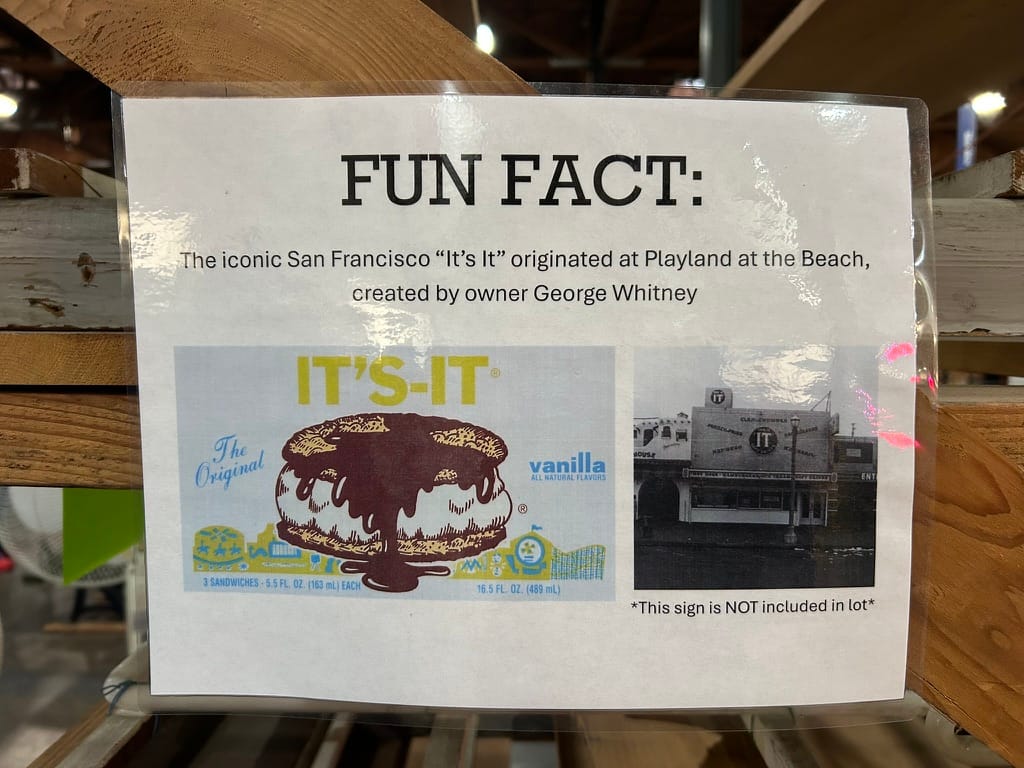 FUN FACT:
The iconic San Francisco “It’s It” originated at Playland at the Beach,
created by owner George Whitney
IT’S-IT®
The
Original
vanilla
ALL NATURAL FLAVORS
®
3 SANDWICHES - 5.5 FL. OZ. (163 mL) EACH
16.5 FL. OZ. (489 mL)
IT
IT
ENT
*This sign is NOT included in lot*